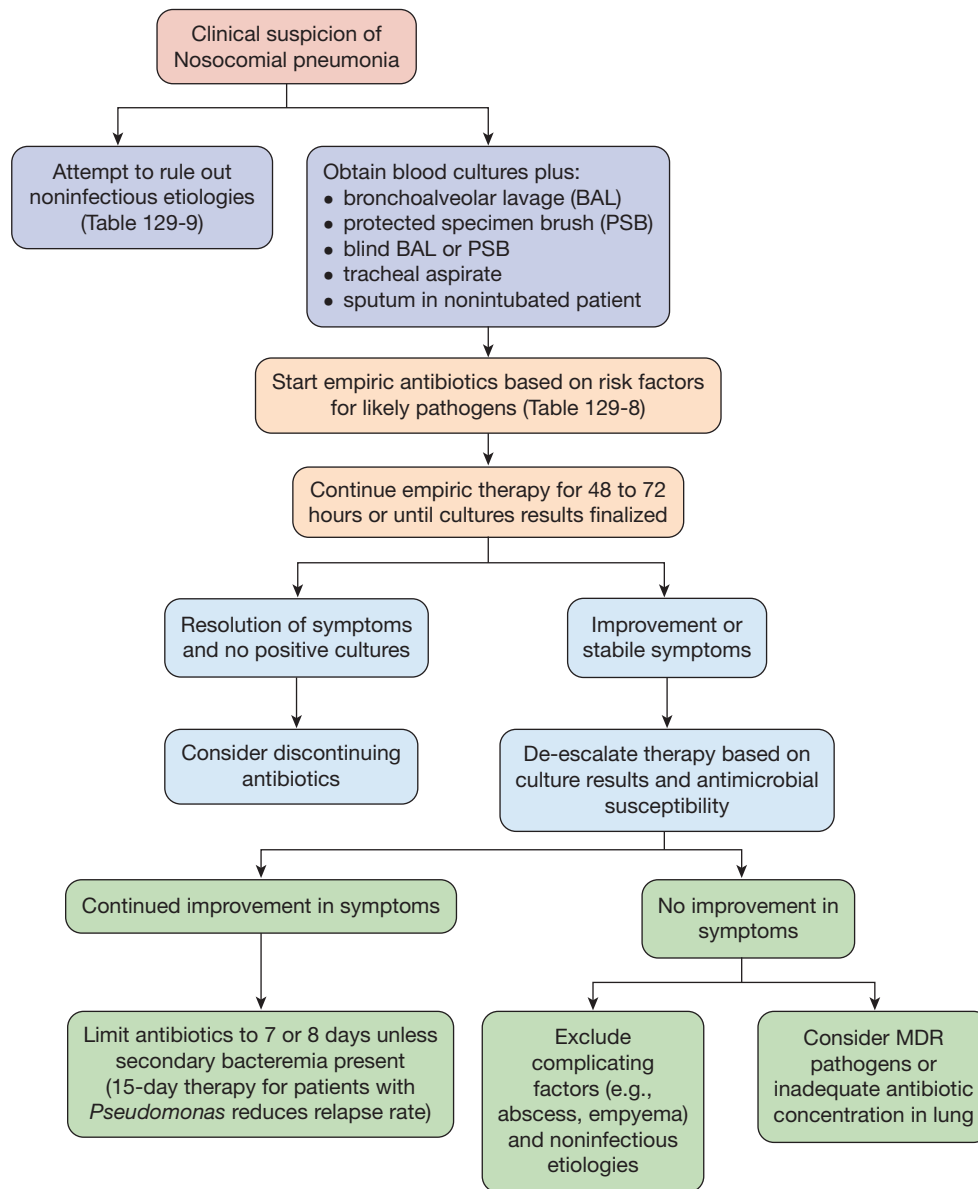 Clinical suspicion of
Nosocomial pneumonia
Attempt to rule out
noninfectious etiologies
(Table 129-9)
Obtain blood cultures plus:
• bronchoalveolar lavage (BAL)
• protected specimen brush (PSB)
• blind BAL or PSB
• tracheal aspirate
• sputum in nonintubated patient
Start empiric antibiotics based on risk factors
for likely pathogens (Table 129-8)
Continue empiric therapy for 48 to 72
hours or until cultures results finalized
Resolution of symptoms
and no positive cultures
Improvement or
stabile symptoms
Consider discontinuing
antibiotics
De-escalate therapy based on
culture results and antimicrobial
susceptibility
Continued improvement in symptoms
No improvement in
symptoms
Limit antibiotics to 7 or 8 days unless
secondary bacteremia present
(15-day therapy for patients with
Pseudomonas reduces relapse rate)
Exclude
complicating
factors (e.g.,
abscess, empyema)
and noninfectious
etiologies
Consider MDR
pathogens or
inadequate antibiotic
concentration in lung